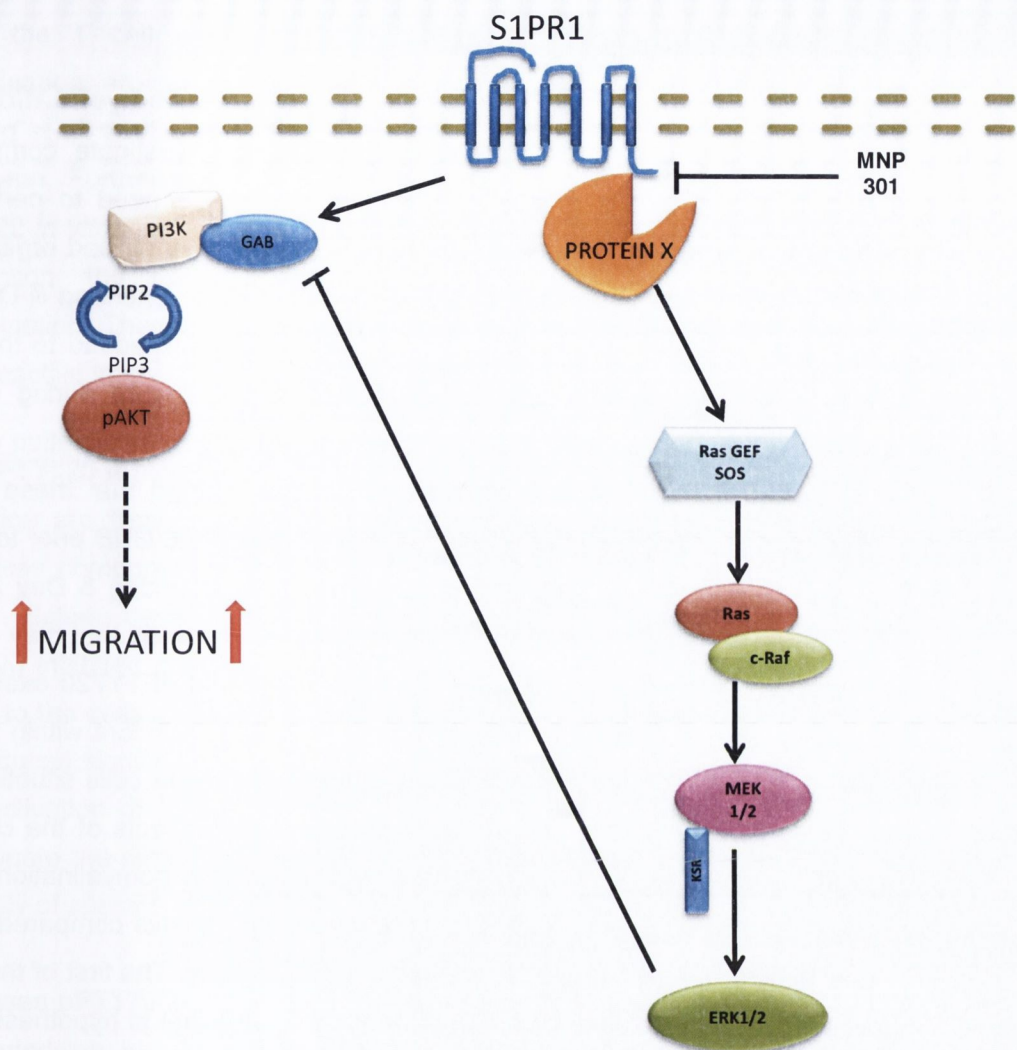 S1PR1
MNP
301
PI3K
GAB
PROTEIN X
PIP2
PIP3
pAKT
Ras GEF
SOS
MIGRATION
Ras
c-Raf
MEK
1/2
KSR
ERK1/2